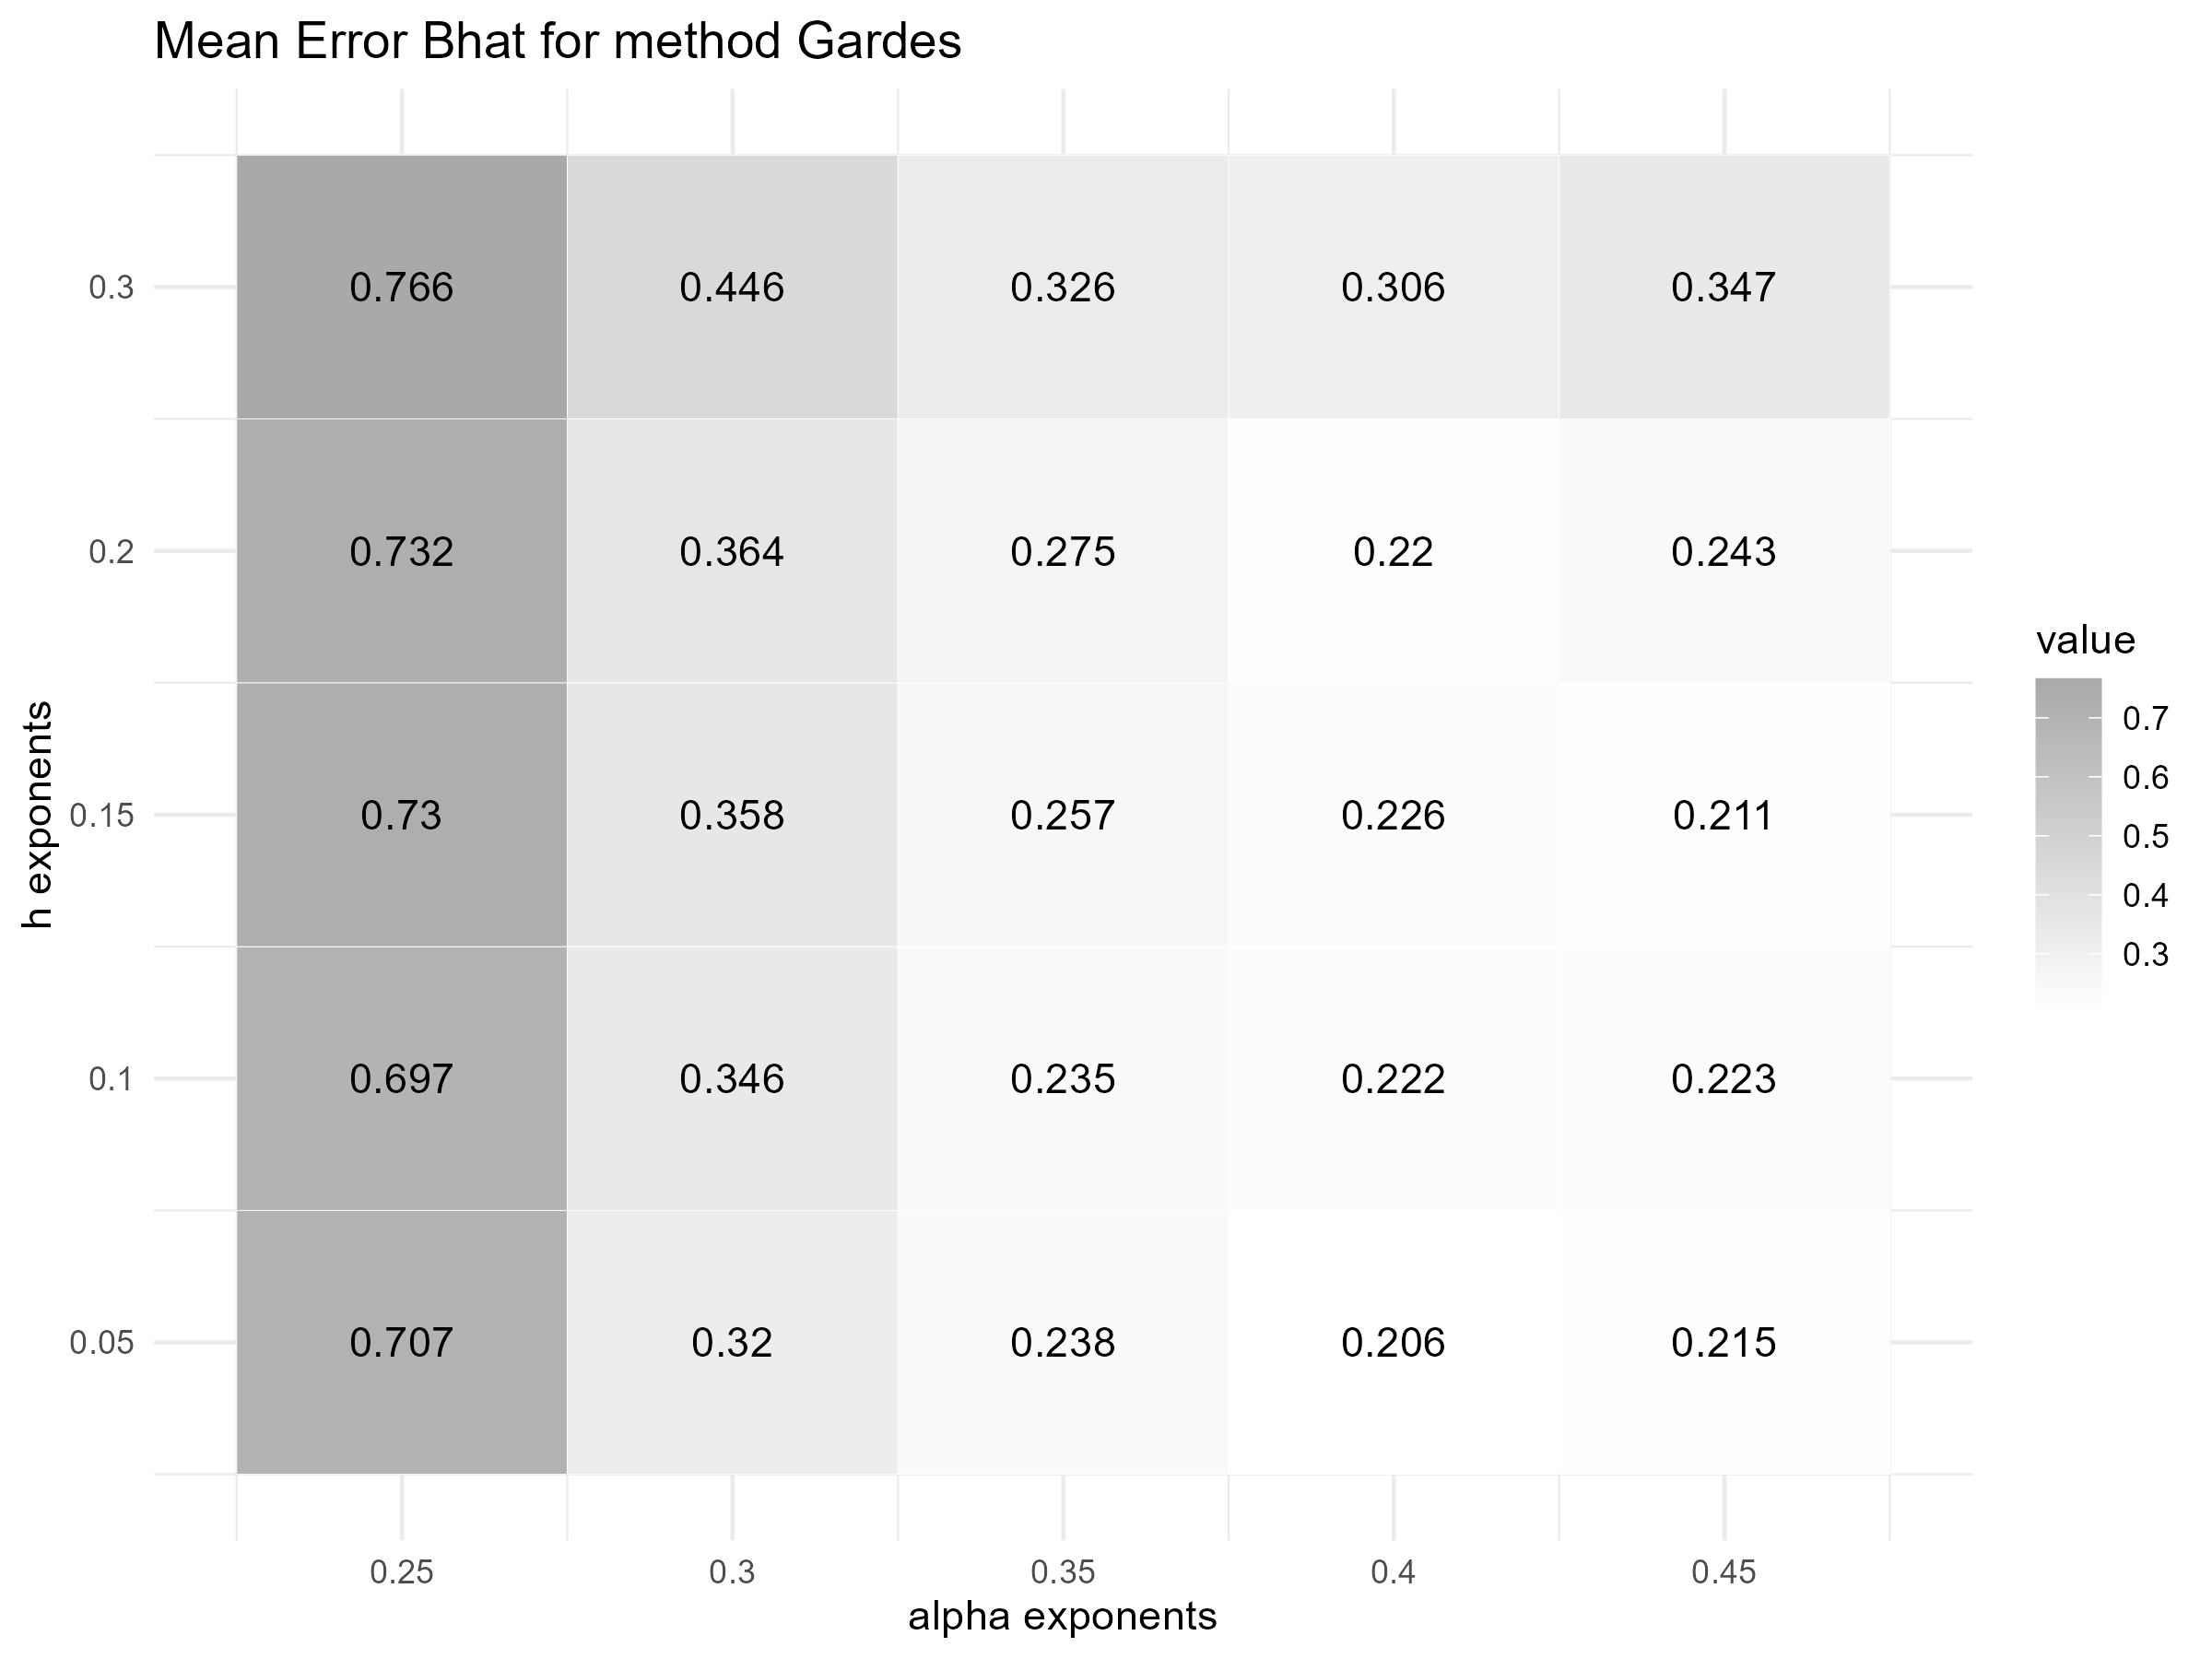 Mean Error Bhat for method Gardes
0.3 0.766 0.446 0.326 0.306 0.347
0.2 0.732 0.364 0.275 0.22 0.243
0.15 0.73 0.358 0.257 0.226 0.211
0.1 0.697 0.346 0.235 0.222 0.223
0.05 0.707 0.32 0.238 0.206 0.215
0.25 0.3 0.35 0.4 0.45
alpha exponents
h exponents
value
0.7
0.6
0.5
0.4
0.3